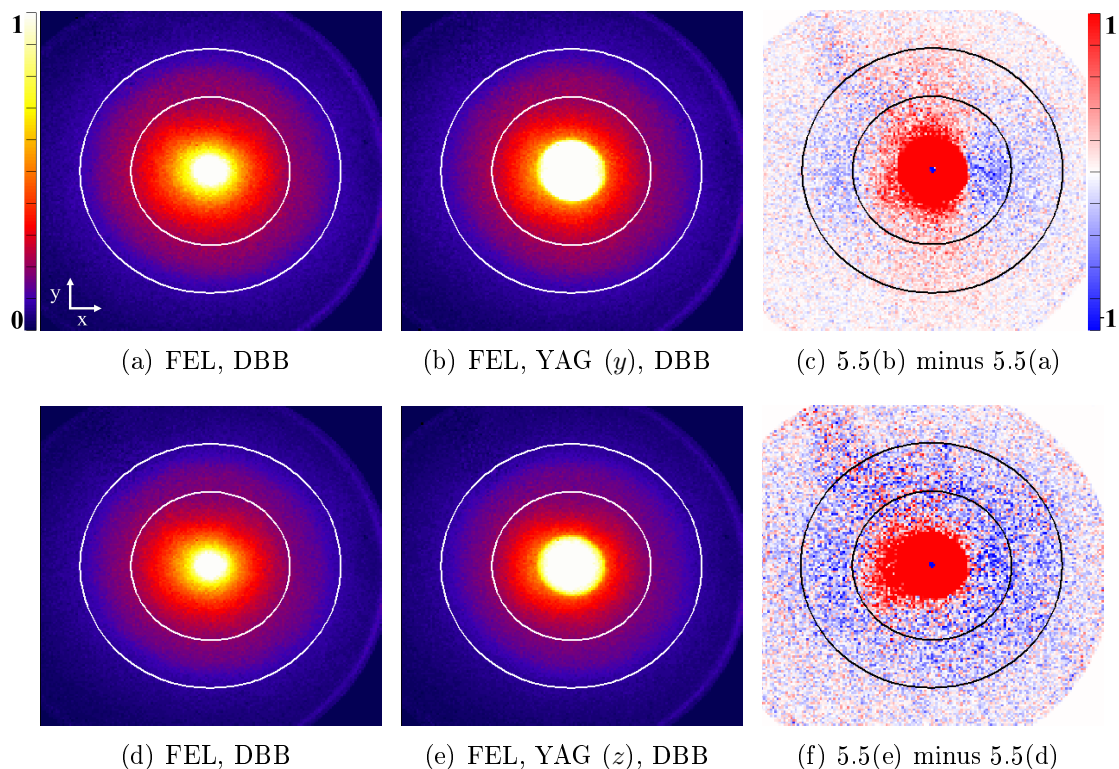 1
0
y
x
1
1
(a) FEL, DBB
(b) FEL, YAG (y), DBB
(c) 5.5(b) minus 5.5(a)
(d) FEL, DBB
(e) FEL, YAG (z), DBB
(f) 5.5(e) minus 5.5(d)